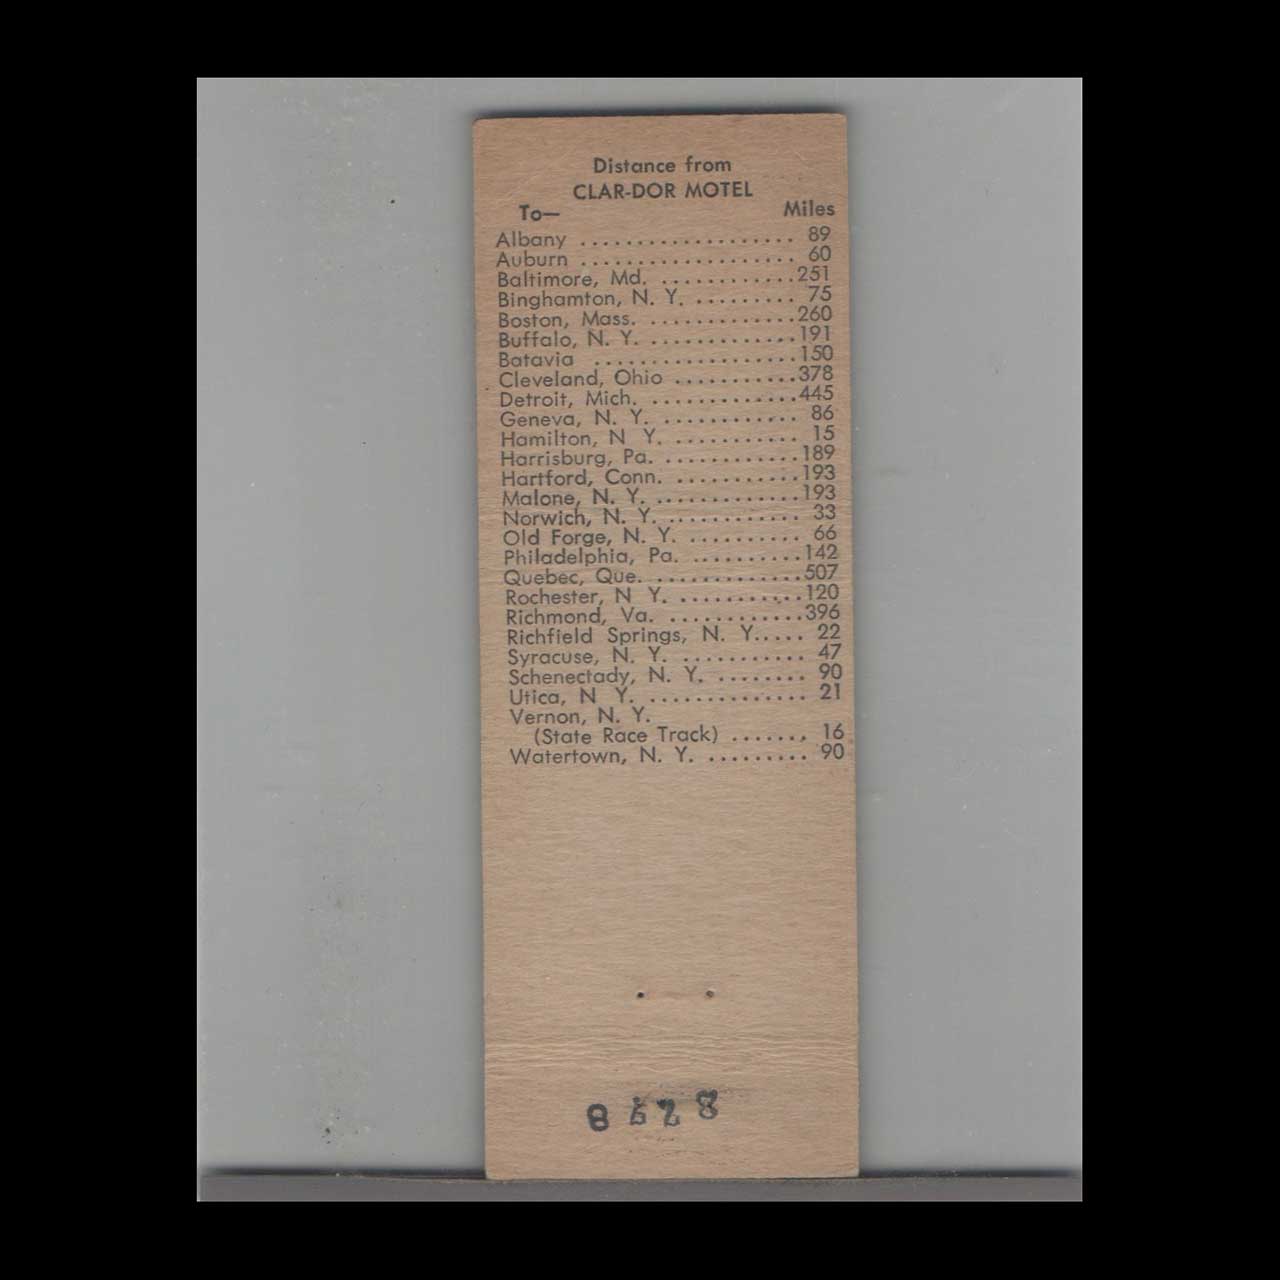 Distance from
CLAR-DOR MOTEL
To— Miles
Albany ................... 89
Auburn ................... 60
Baltimore, Md. ............251
Binghamton, N. Y. ......... 75
Boston, Mass. .............260
Buffalo, N. Y. .............191
Batavia ..................150
Cleveland, Ohio ...........378
Detroit, Mich. .............445
Geneva, N. Y. ............ 86
Hamilton, N Y. ........... 15
Harrisburg, Pa. ............189
Hartford, Conn. ...........193
Malone, N. Y. .............193
Norwich, N. Y. ............ 33
Old Forge, N. Y. .......... 66
Philadelphia, Pa. ..........142
Quebec, Que. .............507
Rochester, N Y. ...........120
Richmond, Va. ............396
Richfield Springs, N. Y..... 22
Syracuse, N. Y. ........... 47
Schenectady, N. Y. ........ 90
Utica, N Y. .............. 21
Vernon, N. Y.
(State Race Track) ....... 16
Watertown, N. Y. ......... 90